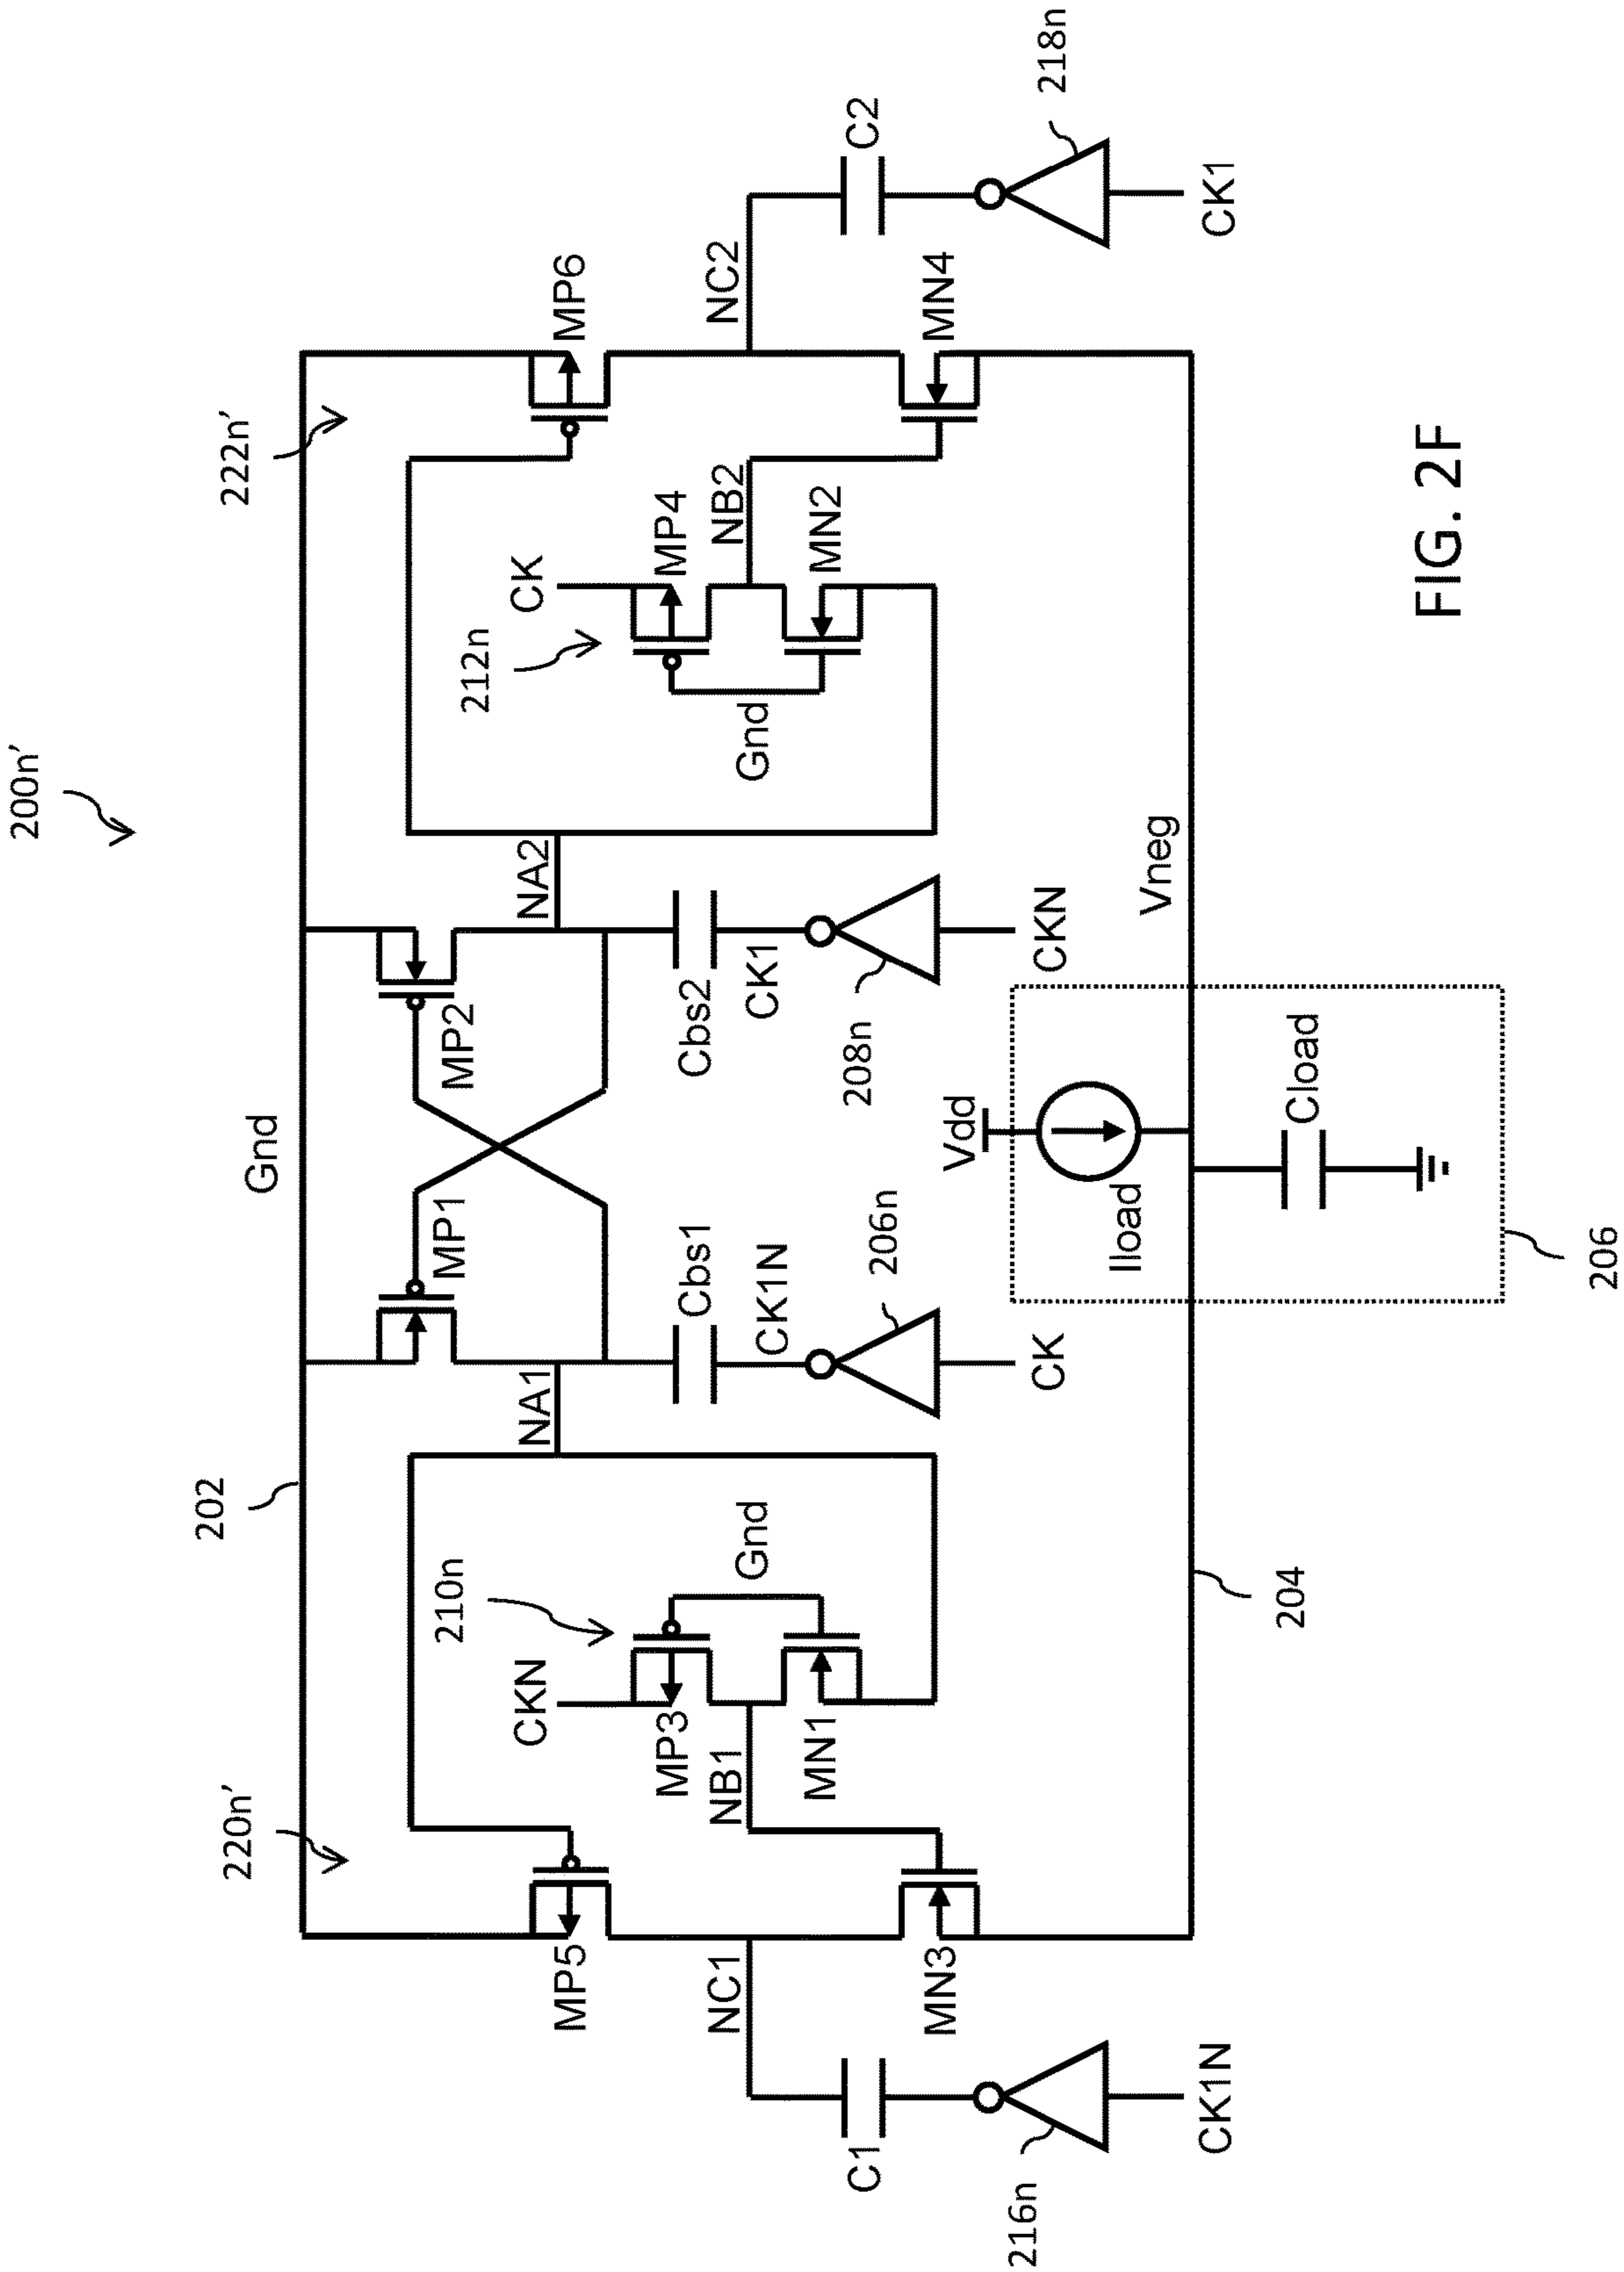 200n'
202
Gnd
220n'
222n'
MP1
MP2
MP5
MP6
210n
212n
CKN
CK
NA1
NA2
MP3
MP4
Gnd
Gnd
NC1
NB1
NB2
NC2
Cbs1
Cbs2
CK1N
CK1
MN1
MN2
C1
C2
206n
208n
MN3
MN4
216n
218n
CK
CKN
Vdd
Vneg
CK1N
CK1
Iload
204
Cload
206
FIG. 2F